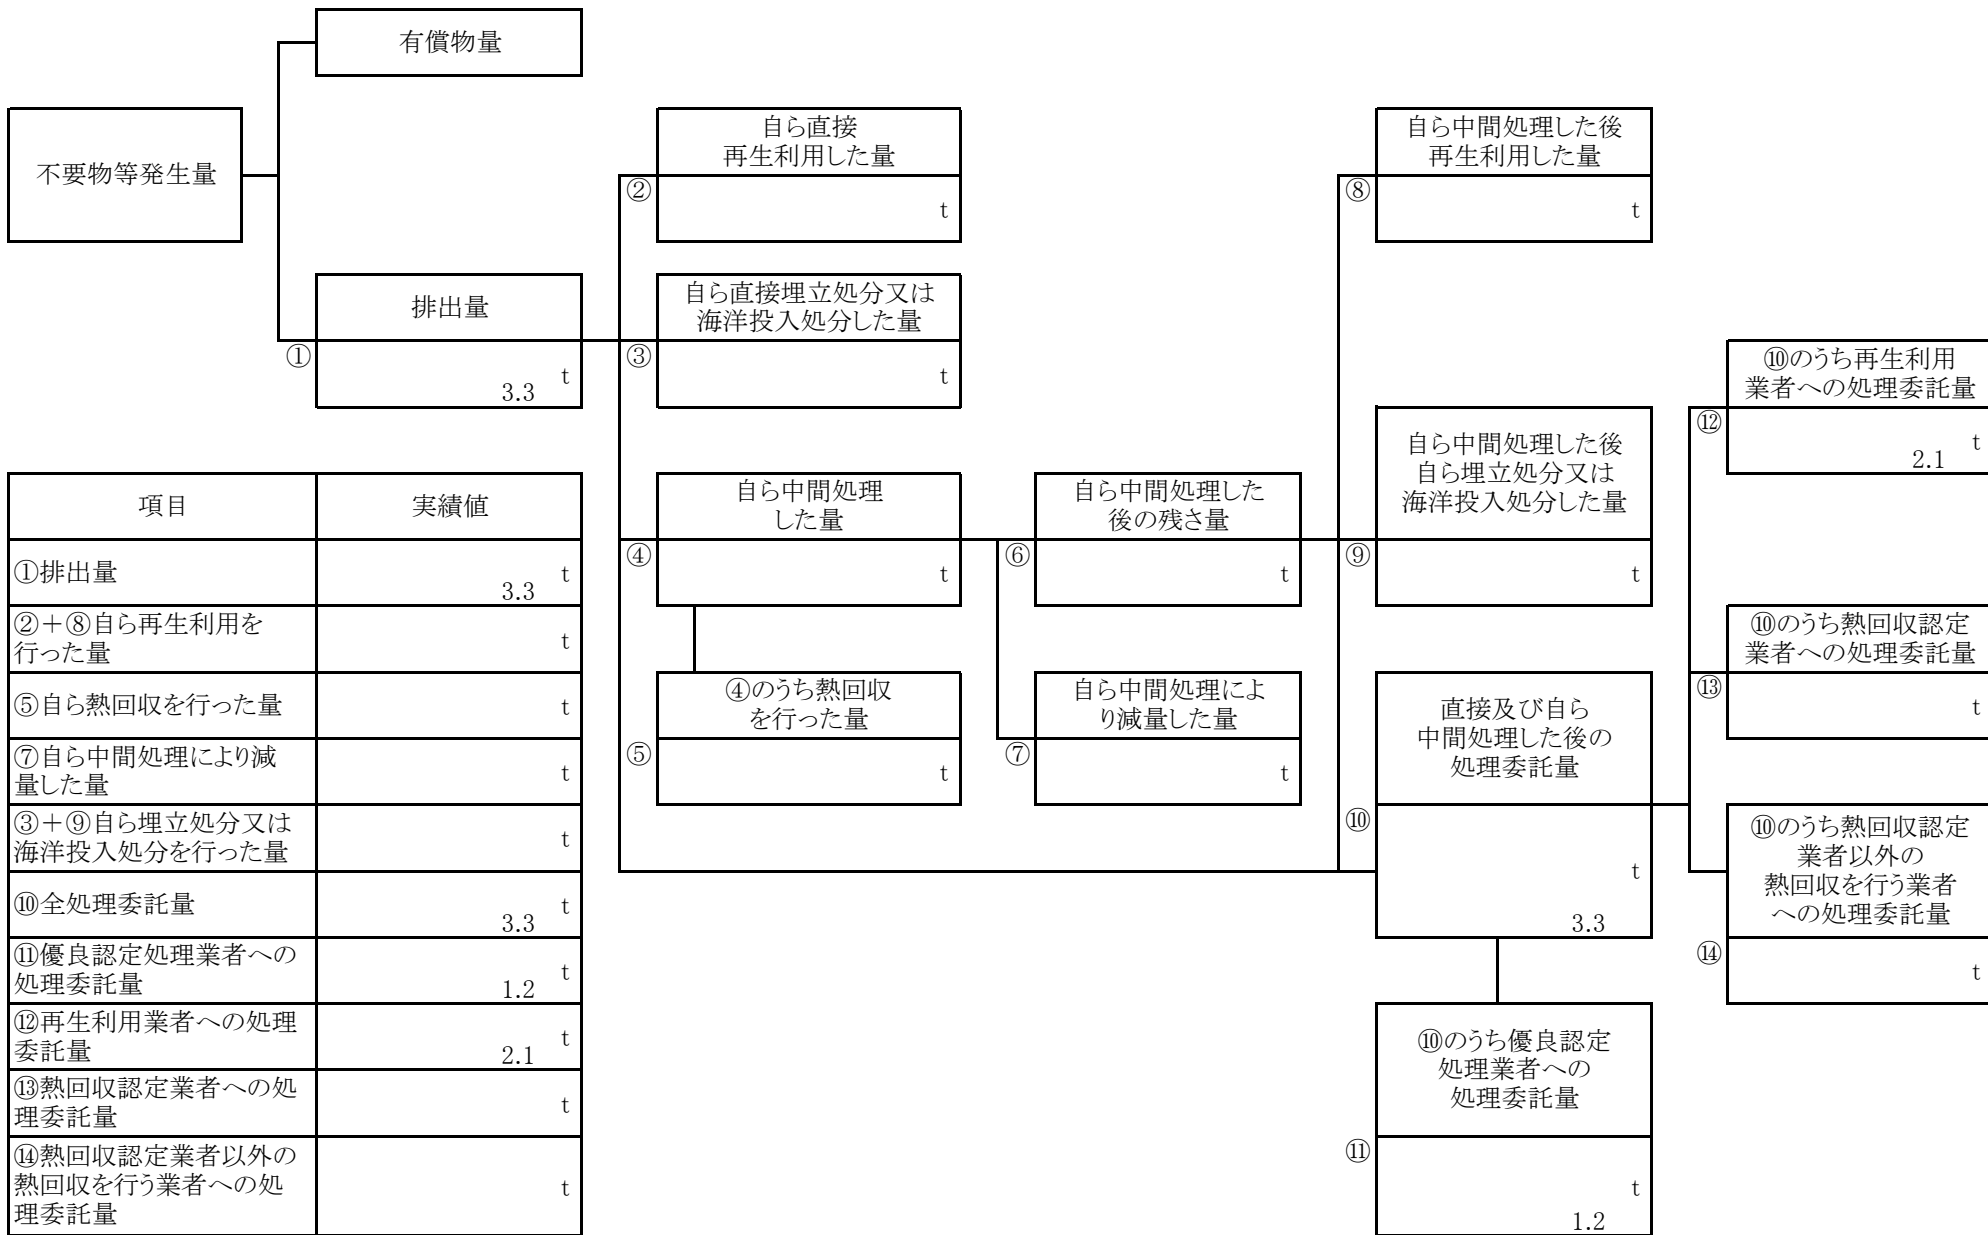 有償物量
不要物等発生量
自ら直接
再生利用した量
②
t
自ら中間処理した後
再生利用した量
⑧
t
排出量
①
t
3.3
自ら直接埋立処分又は
海洋投入処分した量
③
t
⑩のうち再生利用
業者への処理委託量
⑫
t
2.1
自ら中間処理
した量
④
t
自ら中間処理した
後の残さ量
⑥
t
自ら中間処理した後
自ら埋立処分又は
海洋投入処分した量
⑨
t
⑩のうち熱回収認定
業者への処理委託量
⑬
t
④のうち熱回収
を行った量
⑤
t
自ら中間処理によ
り減量した量
⑦
t
直接及び自ら
中間処理した後の
処理委託量
⑩
t
3.3
⑩のうち熱回収認定
業者以外の
熱回収を行う業者
への処理委託量
⑭
t
⑩のうち優良認定
処理業者への
処理委託量
⑪
t
1.2
項目 実績値
①排出量 t
3.3
②＋⑧自ら再生利用を
行った量 t
⑤自ら熱回収を行った量 t
⑦自ら中間処理により減
量した量 t
③＋⑨自ら埋立処分又は
海洋投入処分を行った量 t
⑩全処理委託量 t
3.3
⑪優良認定処理業者への
処理委託量 t
1.2
⑫再生利用業者への処理
委託量 t
2.1
⑬熱回収認定業者への処
理委託量 t
⑭熱回収認定業者以外の
熱回収を行う業者への処
理委託量 t